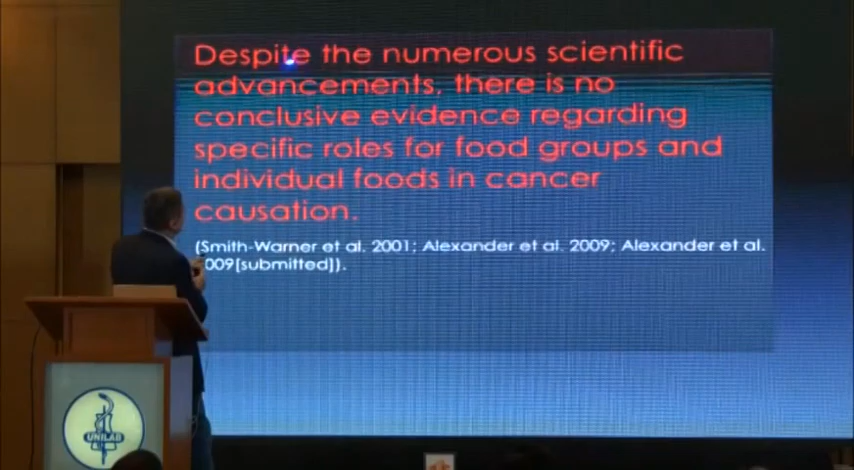 Despite the numerous scientific
advancements, there is no
conclusive evidence regarding
specific roles for food groups and
individual foods in cancer
causation.
(Smith-Warner et al. 2001; Alexander et al. 2009; Alexander et al.
009[submitted]).
UNILAB